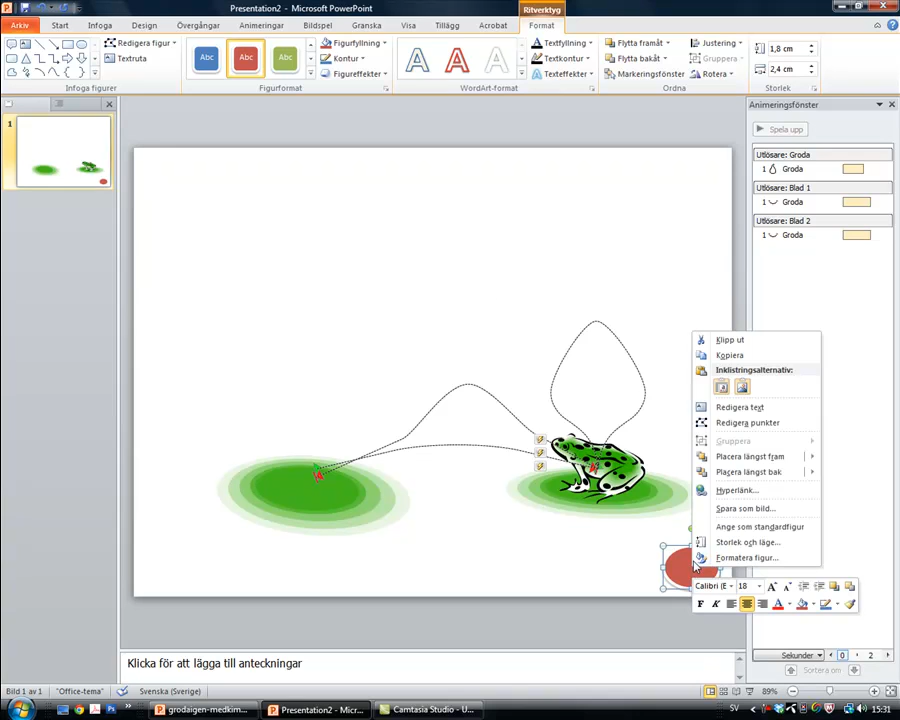 Presentation2 - Microsoft PowerPoint
Ritverktyg
Arkiv Start Infoga Design Övergångar Animeringar Bildspel Granska Visa Tillägg Acrobat Format
Redigera figur
Textruta
Infoga figurer
Abc Abc Abc
Figurfyllning
Kontur
Figureffekter
Figurformat
A A A
Textfyllning
Textkontur
Texteffekter
WordArt-format
Flytta framåt
Flytta bakåt
Markeringsfönster
Justering
Gruppera
Rotera
Ordna
1,8 cm
2,4 cm
Storlek
1
Animeringsfönster
Spela upp
Utlösare: Groda
1 Groda
Utlösare: Blad 1
1 Groda
Utlösare: Blad 2
1 Groda
Klipp ut
Kopiera
Inklistringsalternativ:
Redigera text
Redigera punkter
Gruppera
Placera längst fram
Placera längst bak
Hyperlänk...
Spara som bild...
Ange som standardfigur
Storlek och läge...
Formatera figur...
Calibri (E 18 A A
F K A
Sekunder 0 2
Sortera om
Klicka för att lägga till anteckningar
Bild 1 av 1 "Office-tema" Svenska (Sverige) 89%
grodaigen-medkim... Presentation2 - Micr... Camtasia Studio - U... SV 15:31